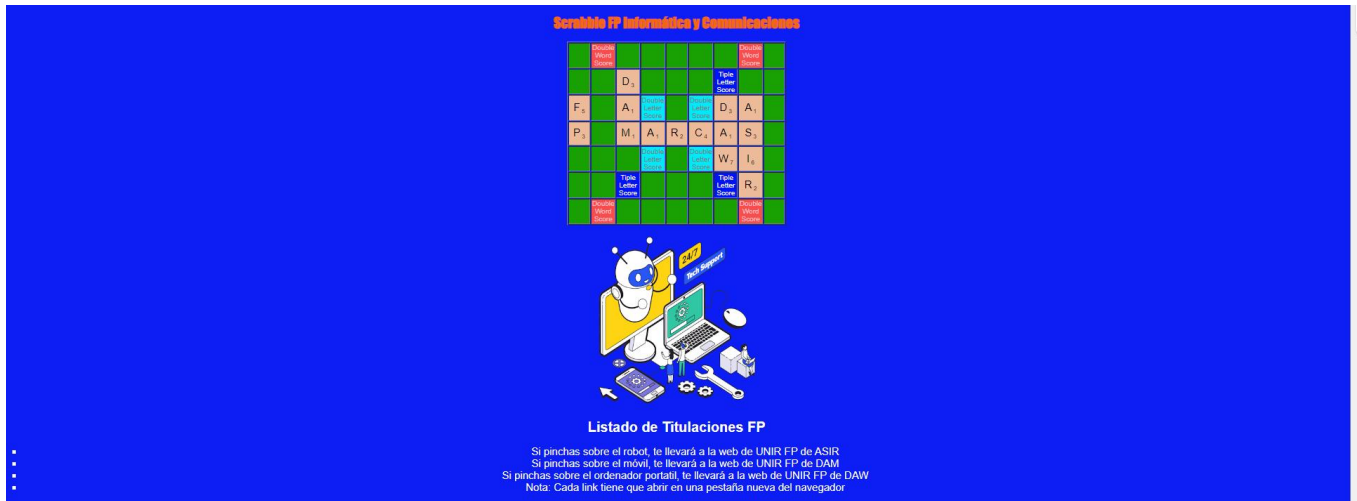 Scrabble FP Informática y Comunicaciones
Double Word Score Double Word Score
D3 Tiple Letter Score
F5 A1 Double Letter Score Double Letter Score D3 A1
P3 M1 A1 R2 C4 A1 S3
Double Letter Score Double Letter Score W7 I6
Tiple Letter Score Tiple Letter Score R2
Double Word Score Double Word Score
24/7
Tech Support
Listado de Titulaciones FP
Si pinchas sobre el robot, te llevará a la web de UNIR FP de ASIR
Si pinchas sobre el móvil, te llevará a la web de UNIR FP de DAM
Si pinchas sobre el ordenador portatil, te llevará a la web de UNIR FP de DAW
Nota: Cada link tiene que abrir en una pestaña nueva del navegador